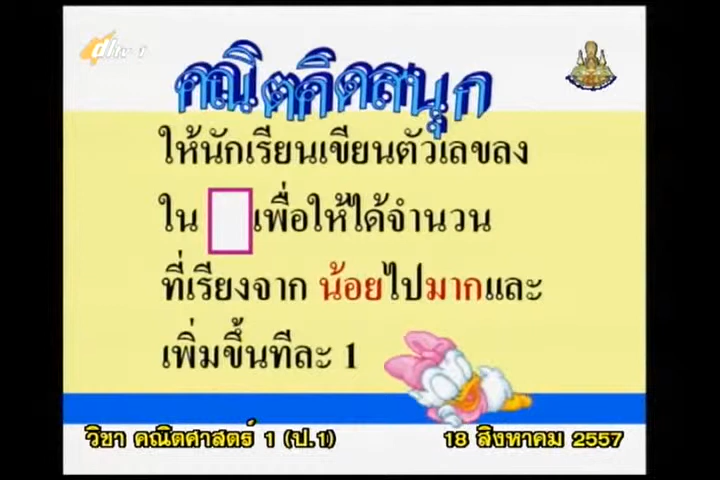 dltv 1
คณิตคิดสนุก
ให้นักเรียนเขียนตัวเลขลง
ใน เพื่อให้ได้จำนวน
ที่เรียงจาก น้อยไปมากและ
เพิ่มขึ้นทีละ 1
วิชา คณิตศาสตร์ 1 (ป.1)
18 สิงหาคม 2557